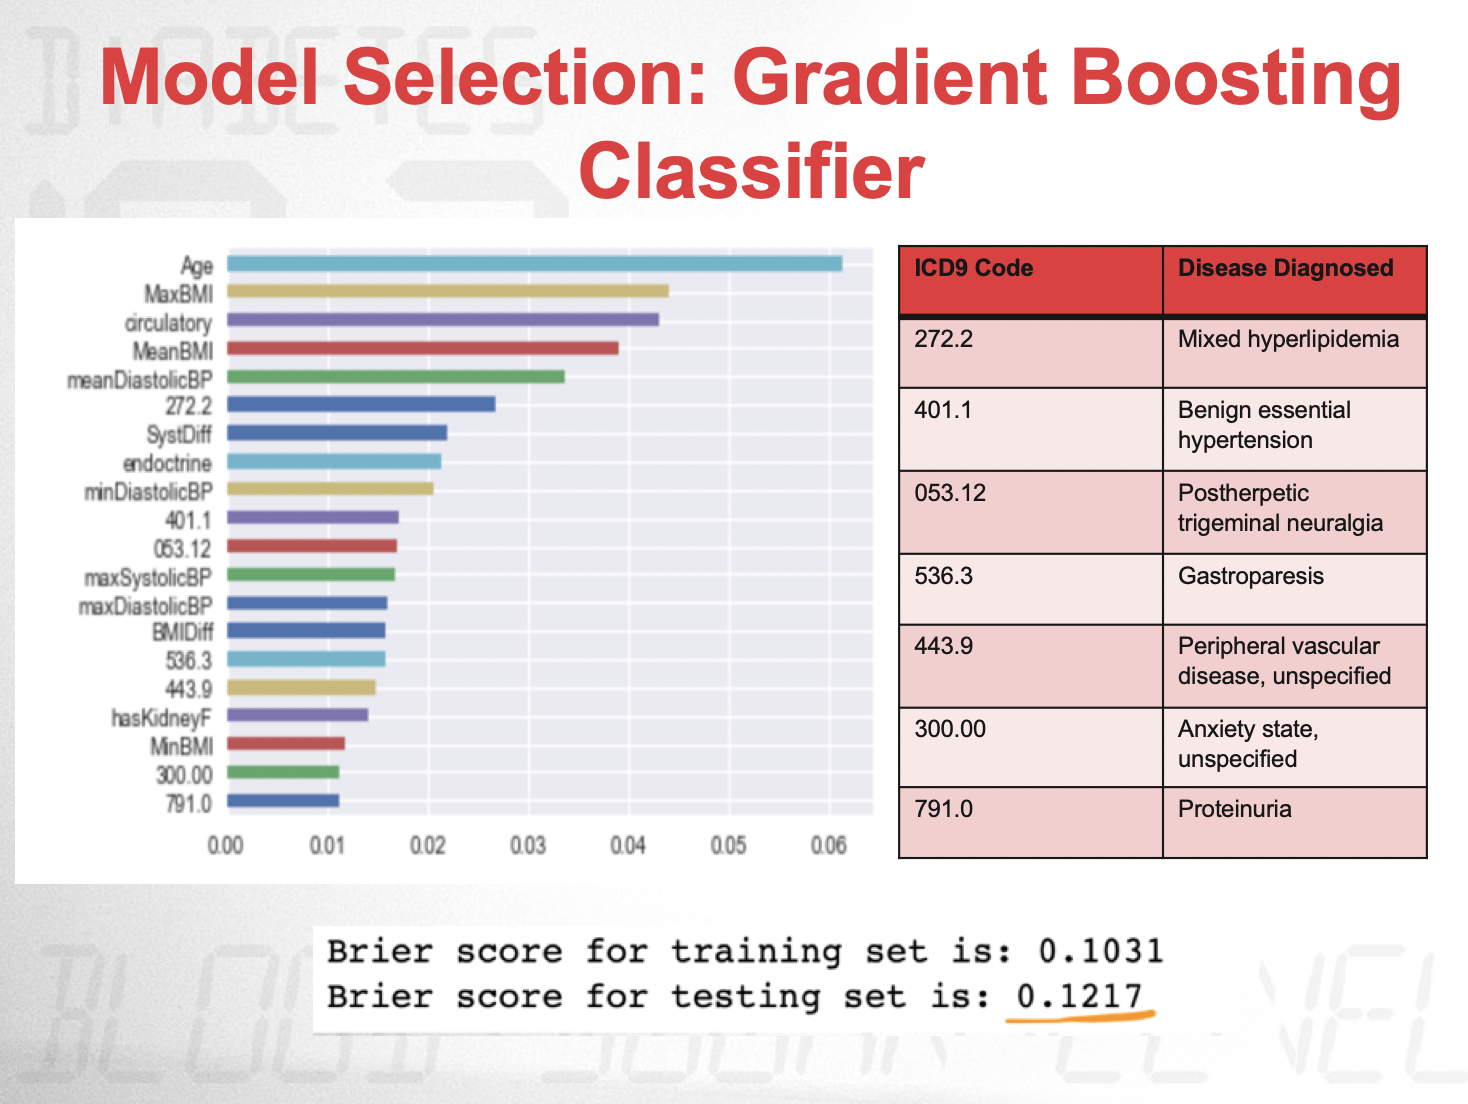 DIABETES
Model Selection: Gradient Boosting
Classifier
Age
MaxBMI
circulatory
MeanBMI
meanDiastolicBP
272.2
SystDiff
endoctrine
minDiastolicBP
401.1
053.12
maxSystolicBP
maxDiastolicBP
BMIDiff
536.3
443.9
hasKidneyF
MinBMI
300.00
791.0
0.00 0.01 0.02 0.03 0.04 0.05 0.06
ICD9 Code Disease Diagnosed
272.2 Mixed hyperlipidemia
401.1 Benign essential
hypertension
053.12 Postherpetic
trigeminal neuralgia
536.3 Gastroparesis
443.9 Peripheral vascular
disease, unspecified
300.00 Anxiety state,
unspecified
791.0 Proteinuria
Brier score for training set is: 0.1031
Brier score for testing set is: 0.1217
BLOOD SUGAR LEVEL